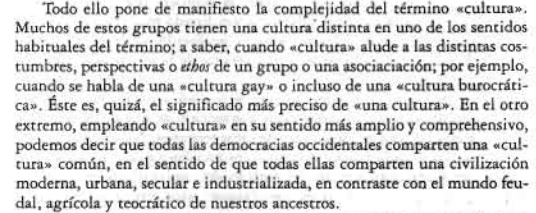 Todo ello pone de manifiesto la complejidad del término «cultura».
Muchos de estos grupos tienen una cultura distinta en uno de los sentidos
habituales del término; a saber, cuando «cultura» alude a las distintas cos-
tumbres, perspectivas o ethos de un grupo o una asociaciación; por ejemplo,
cuando se habla de una «cultura gay» o incluso de una «cultura burocráti-
ca». Éste es, quizá, el significado más preciso de «una cultura». En el otro
extremo, empleando «cultura» en su sentido más amplio y comprehensivo,
podemos decir que todas las democracias occidentales comparten una «cul-
tura» común, en el sentido de que todas ellas comparten una civilización
moderna, urbana, secular e industrializada, en contraste con el mundo feu-
dal, agrícola y teocrático de nuestros ancestros.